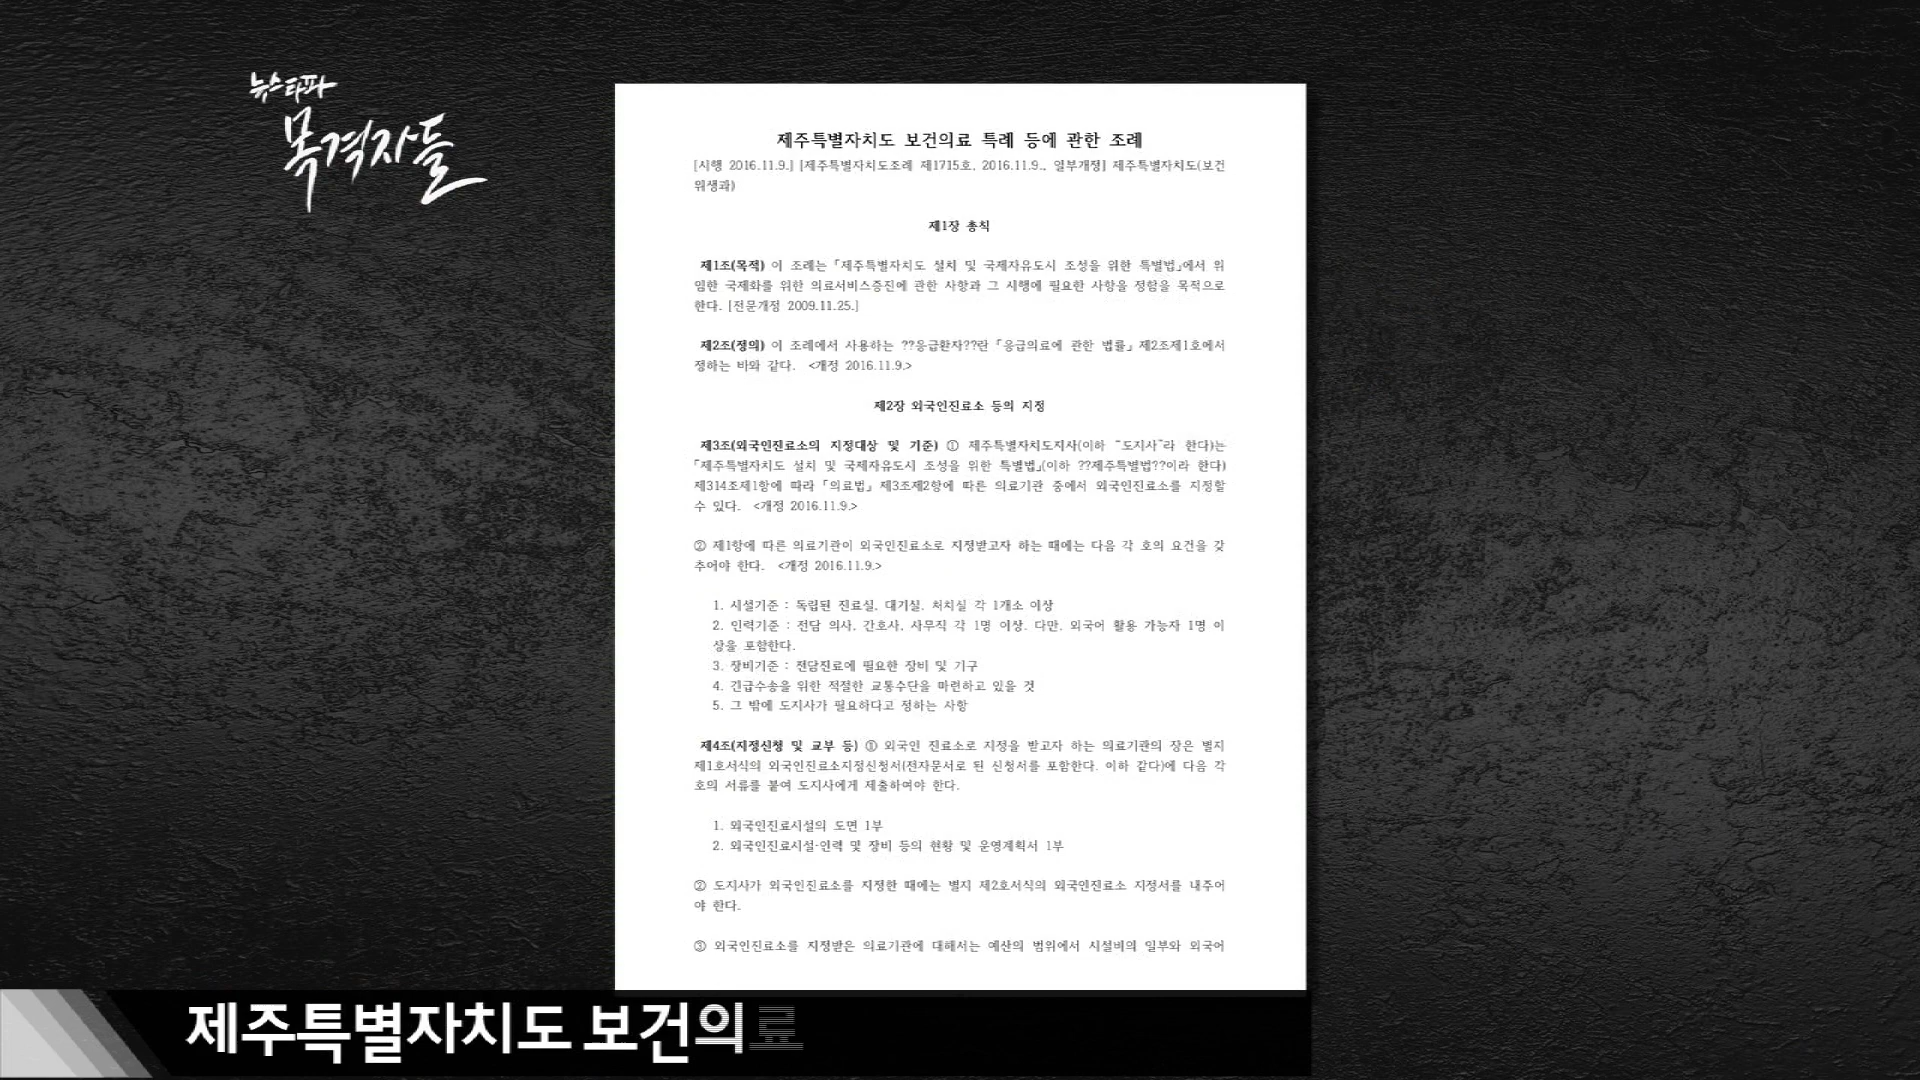 뉴스타파
목격자들
제주특별자치도 보건의료 특례 등에 관한 조례
[시행 2016.11.9.] [제주특별자치도조례 제1715호, 2016.11.9., 일부개정] 제주특별자치도(보건
위생과)
제1장 총칙
제1조(목적) 이 조례는 「제주특별자치도 설치 및 국제자유도시 조성을 위한 특별법」에서 위
임한 국제화를 위한 의료서비스증진에 관한 사항과 그 시행에 필요한 사항을 정함을 목적으로
한다. [전문개정 2009.11.25.]
제2조(정의) 이 조례에서 사용하는 ??응급환자??란 「응급의료에 관한 법률」 제2조제1호에서
정하는 바와 같다. <개정 2016.11.9.>
제2장 외국인진료소 등의 지정
제3조(외국인진료소의 지정대상 및 기준) ① 제주특별자치도지사(이하 "도지사"라 한다)는
「제주특별자치도 설치 및 국제자유도시 조성을 위한 특별법」(이하 ??제주특별법??이라 한다)
제314조제1항에 따라 「의료법」 제3조제2항에 따른 의료기관 중에서 외국인진료소를 지정할
수 있다. <개정 2016.11.9.>
② 제1항에 따른 의료기관이 외국인진료소로 지정받고자 하는 때에는 다음 각 호의 요건을 갖
추어야 한다. <개정 2016.11.9.>
1. 시설기준 : 독립된 진료실, 대기실, 처치실 각 1개소 이상
2. 인력기준 : 전담 의사, 간호사, 사무직 각 1명 이상. 다만, 외국어 활용 가능자 1명 이
상을 포함한다.
3. 장비기준 : 전담진료에 필요한 장비 및 기구
4. 긴급수송을 위한 적절한 교통수단을 마련하고 있을 것
5. 그 밖에 도지사가 필요하다고 정하는 사항
제4조(지정신청 및 교부 등) ① 외국인 진료소로 지정을 받고자 하는 의료기관의 장은 별지
제1호서식의 외국인진료소지정신청서(전자문서로 된 신청서를 포함한다. 이하 같다)에 다음 각
호의 서류를 붙여 도지사에게 제출하여야 한다.
1. 외국인진료시설의 도면 1부
2. 외국인진료시설·인력 및 장비 등의 현황 및 운영계획서 1부
② 도지사가 외국인진료소를 지정한 때에는 별지 제2호서식의 외국인진료소 지정서를 내주어
야 한다.
③ 외국인진료소를 지정받은 의료기관에 대해서는 예산의 범위에서 시설비의 일부와 외국어
제주특별자치도 보건의료